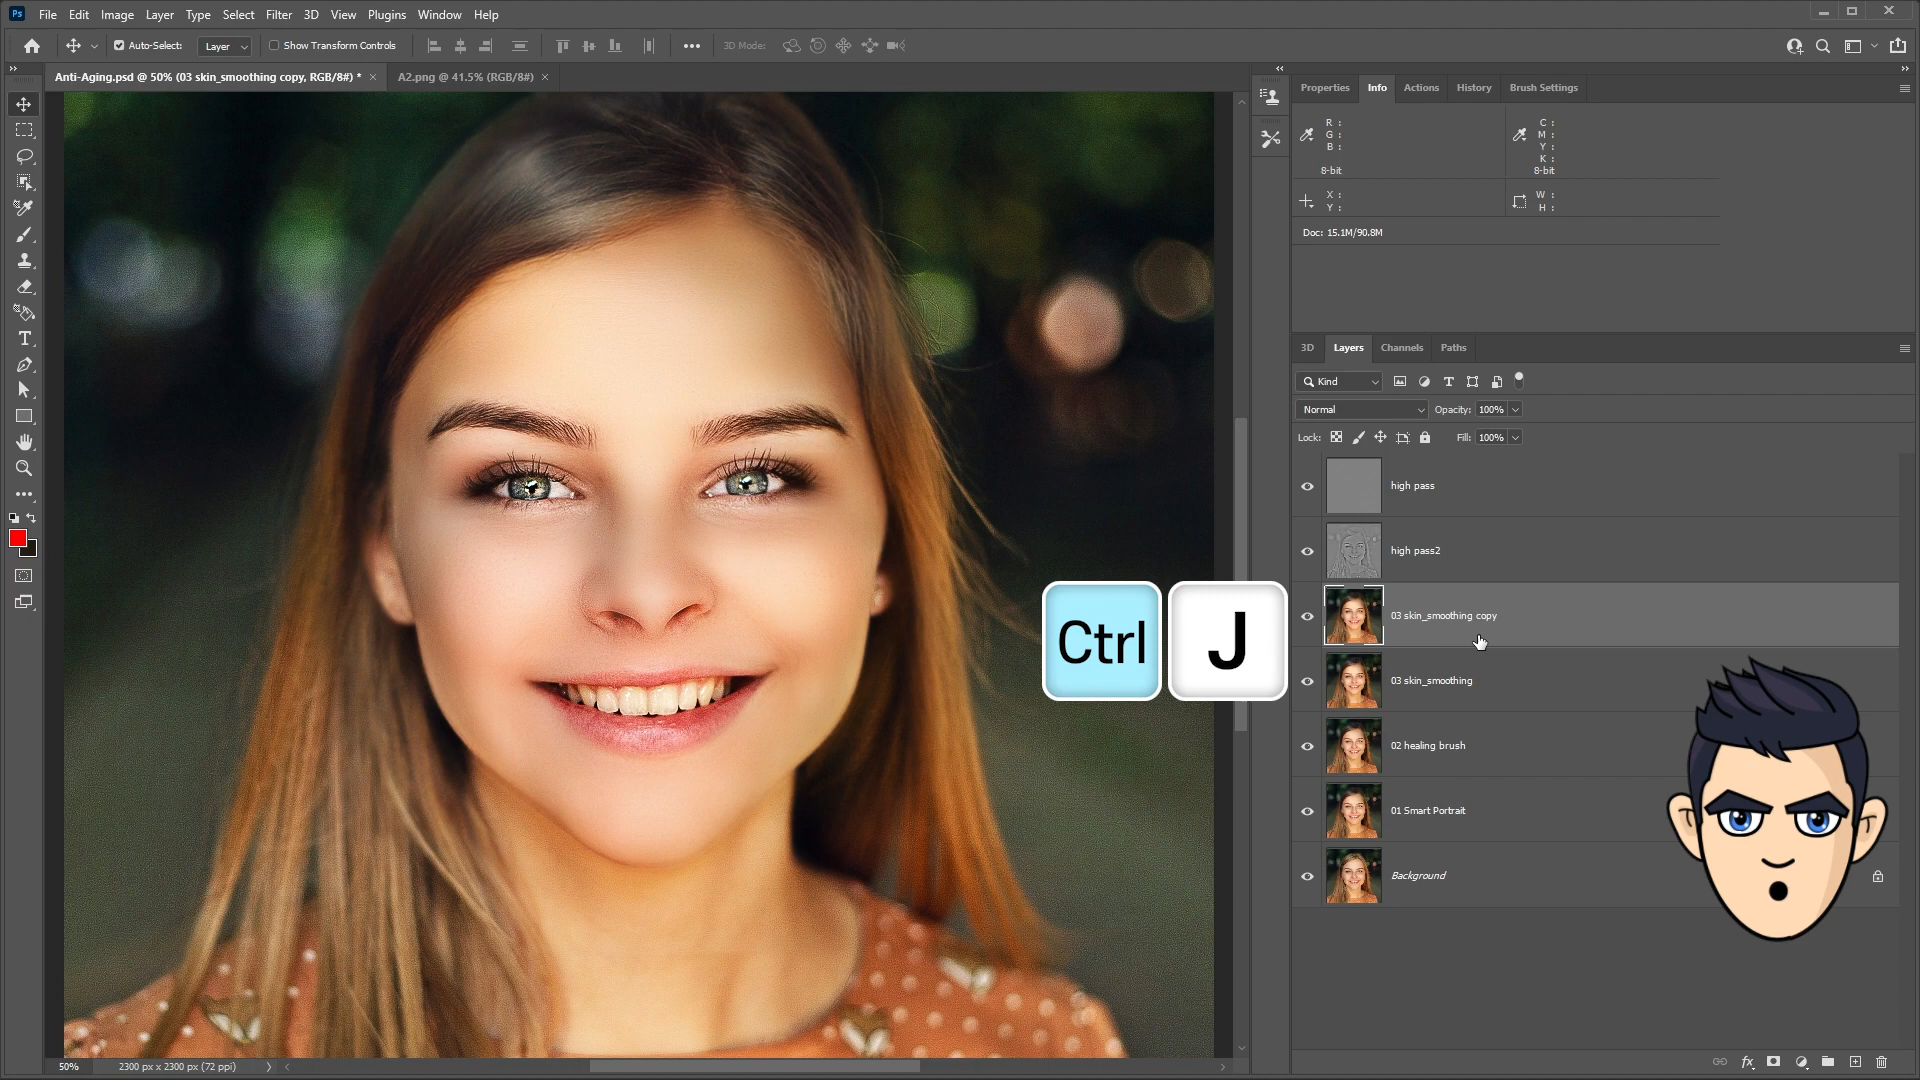 Ps File Edit Image Layer Type Select Filter 3D View Plugins Window Help
Auto-Select: Layer Show Transform Controls 3D Mode:
Anti-Aging.psd @ 50% (03 skin_smoothing copy, RGB/8#) * A2.png @ 41.5% (RGB/8#)
Properties Info Actions History Brush Settings
R : C :
G : M :
B : Y :
K :
8-bit 8-bit
X : W :
Y : H :
Doc: 15.1M/90.8M
3D Layers Channels Paths
Kind
Normal Opacity: 100%
Lock: Fill: 100%
high pass
high pass2
03 skin_smoothing copy
Ctrl J
03 skin_smoothing
02 healing brush
01 Smart Portrait
Background
50% 2300 px x 2300 px (72 ppi)
fx